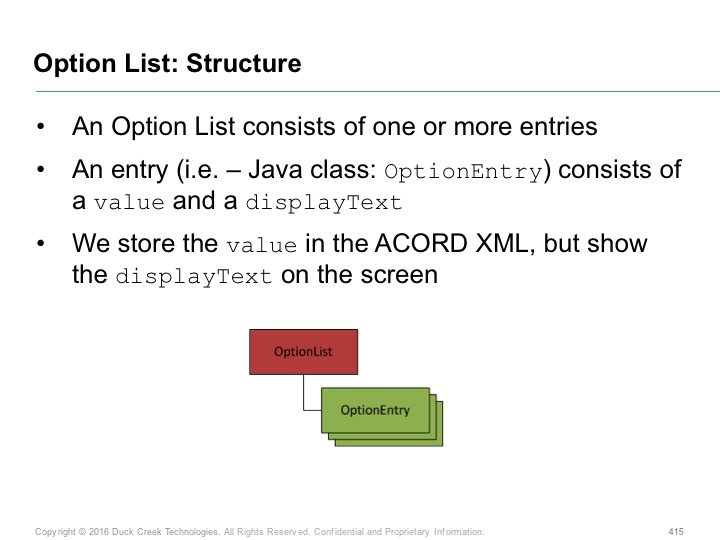 Option List: Structure
• An Option List consists of one or more entries
• An entry (i.e. – Java class: OptionEntry) consists of
a value and a displayText
• We store the value in the ACORD XML, but show
the displayText on the screen
OptionList
OptionEntry
Copyright © 2016 Duck Creek Technologies. All Rights Reserved. Confidential and Proprietary Information.
415